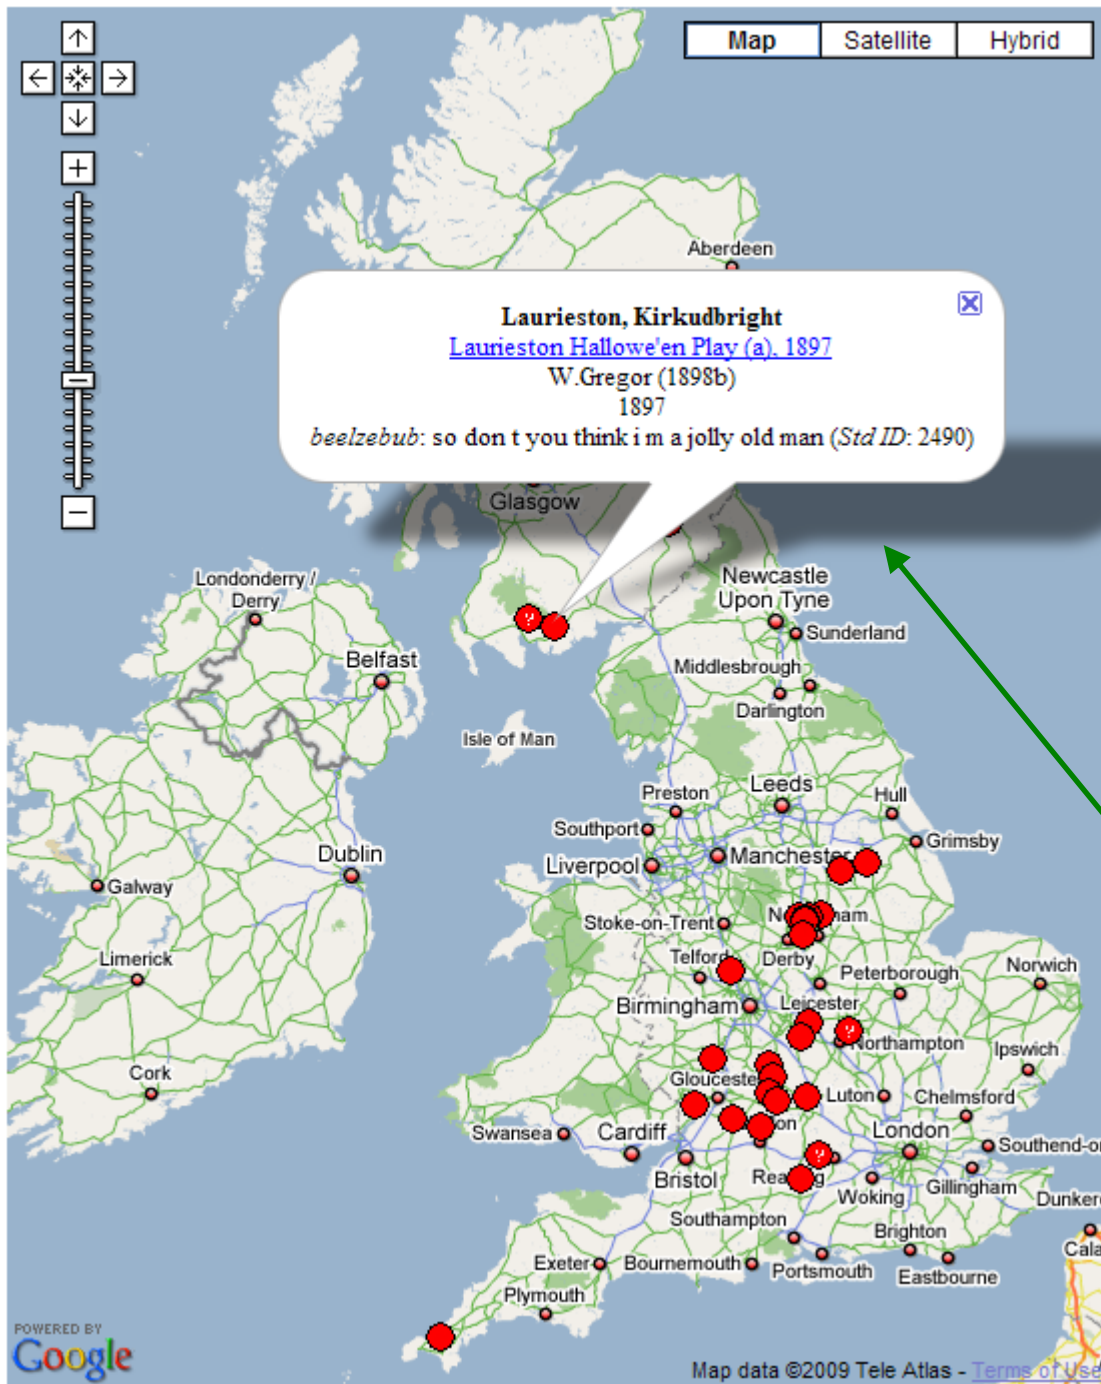 Map Satellite Hybrid
Aberdeen
Laurieston, Kirkudbright
Laurieston Hallowe'en Play (a), 1897
W.Gregor (1898b)
1897
beelzebub: so don t you think i m a jolly old man (Std ID: 2490)
Glasgow
Londonderry /
Derry
Newcastle
Upon Tyne
Sunderland
Belfast
Middlesbrough
Darlington
Isle of Man
Preston
Leeds
Hull
Southport
Grimsby
Liverpool
Manchester
Dublin
Galway
Stoke-on-Trent
Limerick
Telford
Derby
Peterborough
Norwich
Birmingham
Leicester
Northampton
Ipswich
Cork
Gloucester
Luton
Chelmsford
Swansea
Cardiff
London
Southend-on
Bristol
Reading
Woking
Gillingham
Dunkerq
Southampton
Brighton
Cala
Exeter
Bournemouth
Portsmouth
Eastbourne
Plymouth
POWERED BY
Google
Map data ©2009 Tele Atlas - Terms of Use